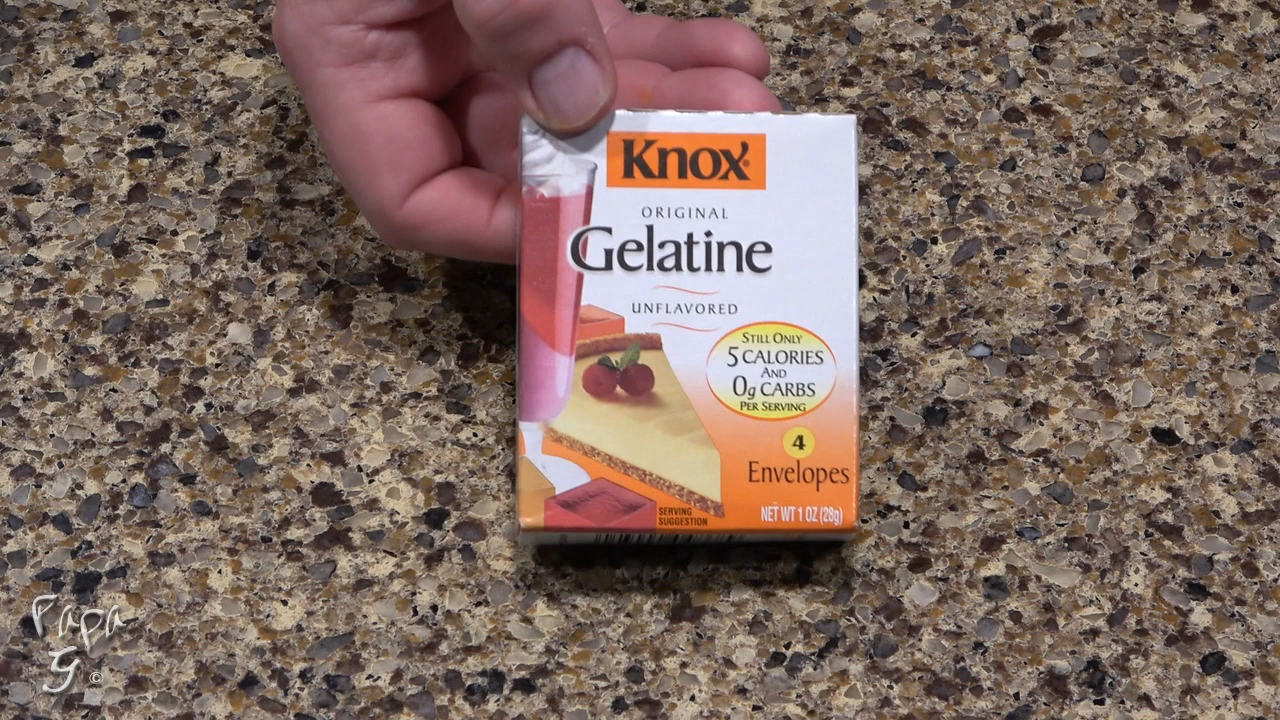 Knox
ORIGINAL
Gelatine
UNFLAVORED
STILL ONLY
5 CALORIES
AND
0g CARBS
PER SERVING
4
Envelopes
SERVING
SUGGESTION
NET WT 1 OZ (28g)
Papa
G ©